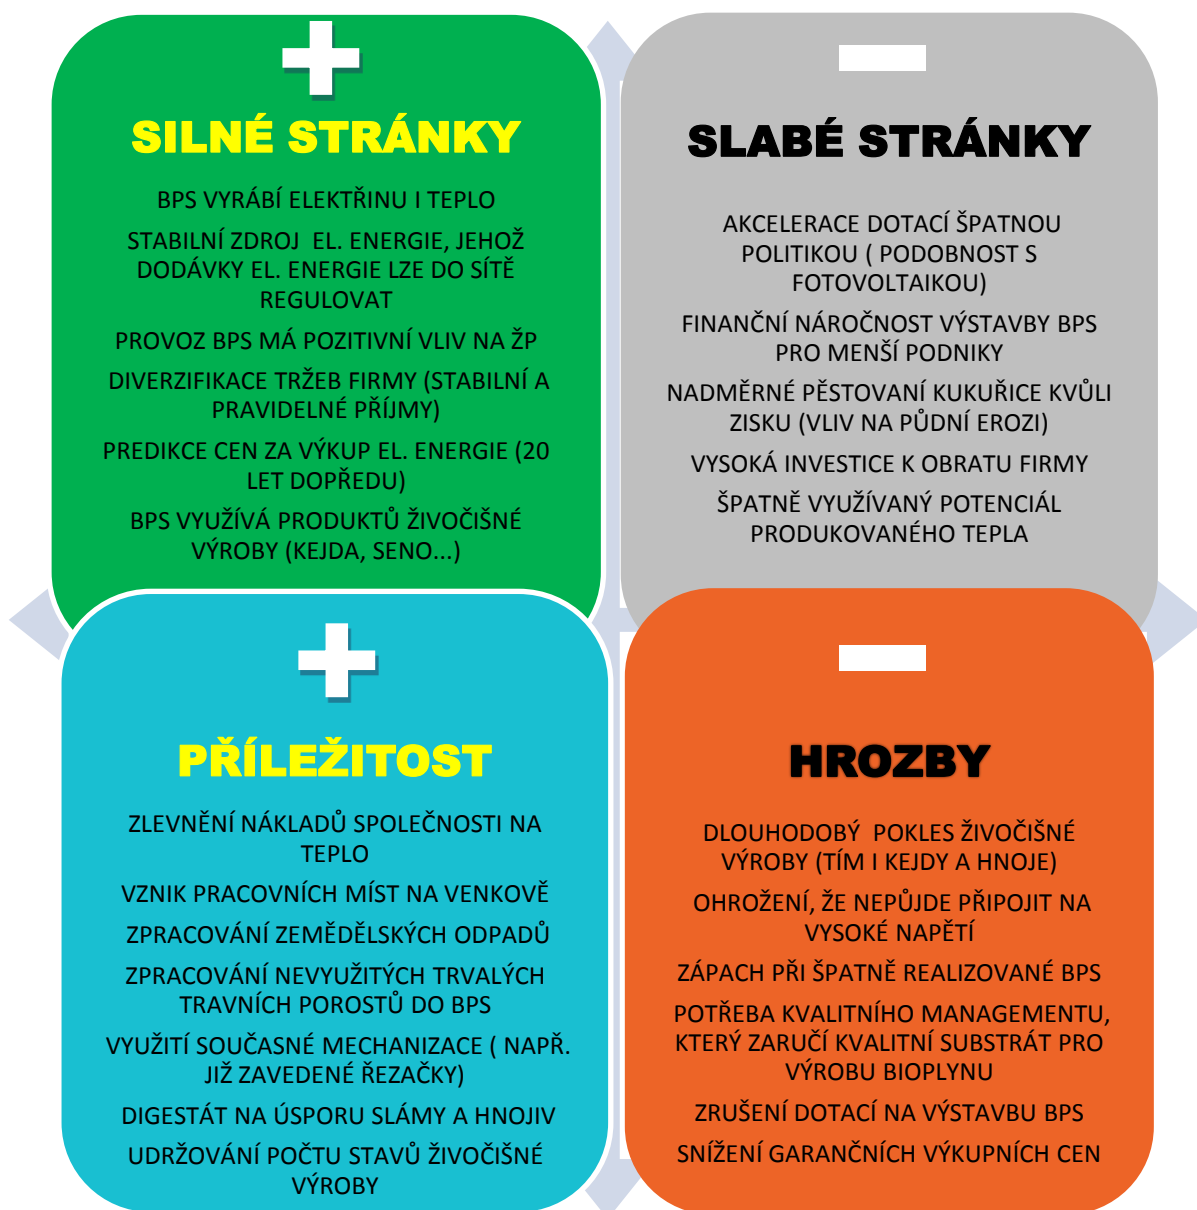 SILNÉ STRÁNKY
BPS VYRÁBÍ ELEKTŘINU I TEPLO
STABILNÍ ZDROJ EL. ENERGIE, JEHOŽ
DODÁVKY EL. ENERGIE LZE DO SÍTĚ
REGULOVAT
PROVOZ BPS MÁ POZITIVNÍ VLIV NA ŽP
DIVERZIFIKACE TRŽEB FIRMY (STABILNÍ A
PRAVIDELNÉ PŘÍJMY)
PREDIKCE CEN ZA VÝKUP EL. ENERGIE (20
LET DOPŘEDU)
BPS VYUŽÍVÁ PRODUKTŮ ŽIVOČIŠNÉ
VÝROBY (KEJDA, SENO...)
SLABÉ STRÁNKY
AKCELERACE DOTACÍ ŠPATNOU
POLITIKOU ( PODOBNOST S
FOTOVOLTAIKOU)
FINANČNÍ NÁROČNOST VÝSTAVBY BPS
PRO MENŠÍ PODNIKY
NADMĚRNÉ PĚSTOVANÍ KUKUŘICE KVŮLI
ZISKU (VLIV NA PŮDNÍ EROZI)
VYSOKÁ INVESTICE K OBRATU FIRMY
ŠPATNĚ VYUŽÍVANÝ POTENCIÁL
PRODUKOVANÉHO TEPLA
PŘÍLEŽITOST
ZLEVNĚNÍ NÁKLADŮ SPOLEČNOSTI NA
TEPLO
VZNIK PRACOVNÍCH MÍST NA VENKOVĚ
ZPRACOVÁNÍ ZEMĚDĚLSKÝCH ODPADŮ
ZPRACOVÁNÍ NEVYUŽITÝCH TRVALÝCH
TRAVNÍCH POROSTŮ DO BPS
VYUŽITÍ SOUČASNÉ MECHANIZACE ( NAPŘ.
JIŽ ZAVEDENÉ ŘEZAČKY)
DIGESTÁT NA ÚSPORU SLÁMY A HNOJIV
UDRŽOVÁNÍ POČTU STAVŮ ŽIVOČIŠNÉ
VÝROBY
HROZBY
DLOUHODOBÝ POKLES ŽIVOČIŠNÉ
VÝROBY (TÍM I KEJDY A HNOJE)
OHROŽENÍ, ŽE NEPŮJDE PŘIPOJIT NA
VYSOKÉ NAPĚTÍ
ZÁPACH PŘI ŠPATNĚ REALIZOVANÉ BPS
POTŘEBA KVALITNÍHO MANAGEMENTU,
KTERÝ ZARUČÍ KVALITNÍ SUBSTRÁT PRO
VÝROBU BIOPLYNU
ZRUŠENÍ DOTACÍ NA VÝSTAVBU BPS
SNÍŽENÍ GARANČNÍCH VÝKUPNÍCH CEN